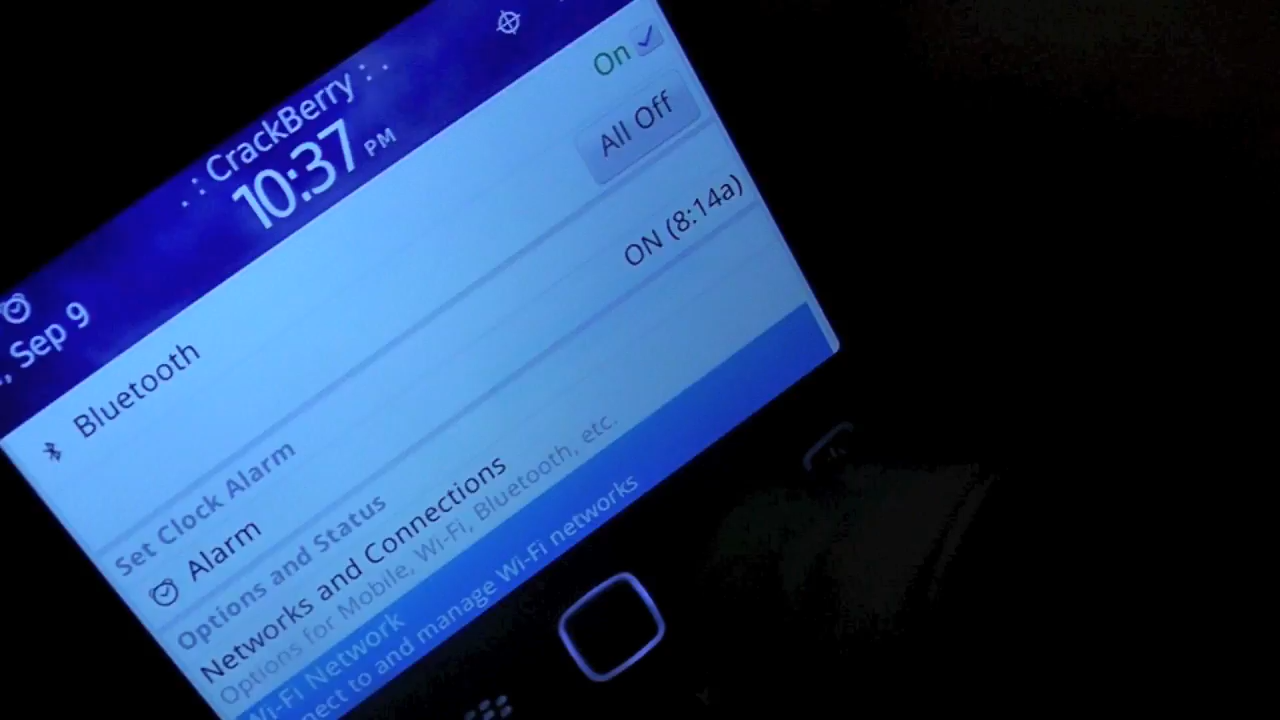 .: CrackBerry :.
10:37 PM
, Sep 9
On
Bluetooth
All Off
Set Clock Alarm
Alarm ON (8:14a)
Options and Status
Networks and Connections
Options for Mobile, Wi-Fi, Bluetooth, etc.
Wi-Fi Network
nect to and manage Wi-Fi networks